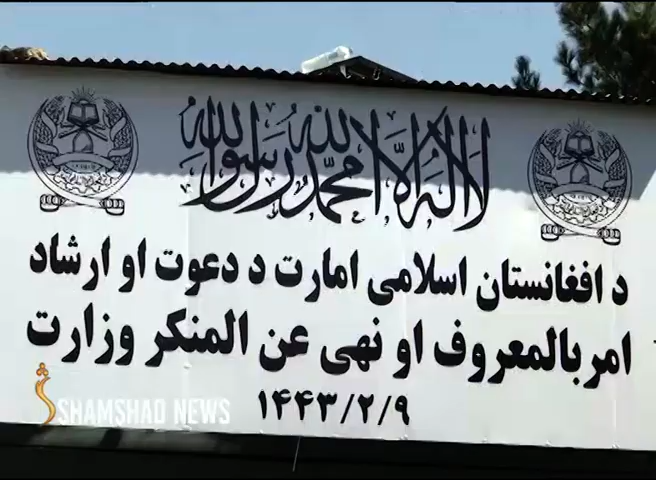 لا اله الا الله محمد رسول الله
د افغانستان اسلامی امارت د دعوت او ارشاد
امر بالمعروف او نهی عن المنکر وزارت
۱۴۴۳/۲/۹
SHAMSHAD NEWS